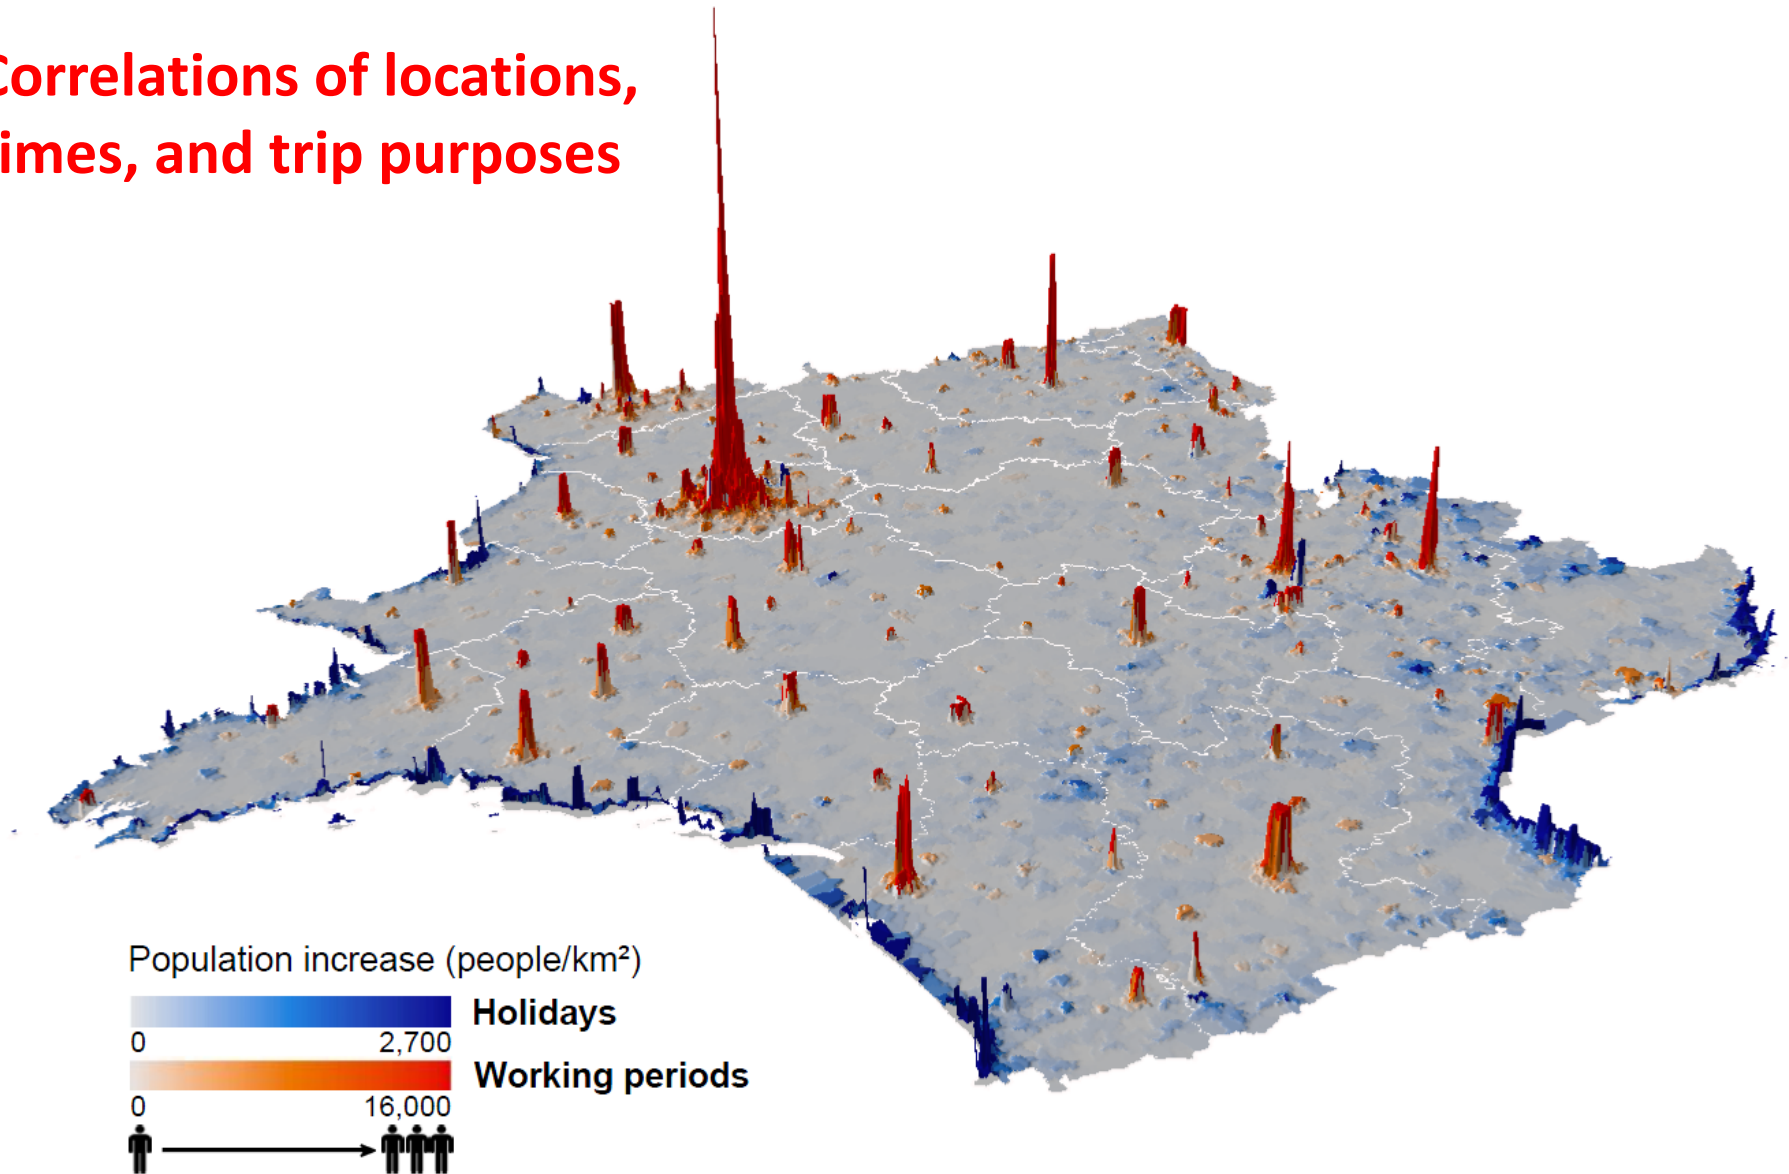 Correlations of locations,
imes, and trip purposes
Population increase (people/km²)
Holidays
0 2,700
Working periods
0 16,000